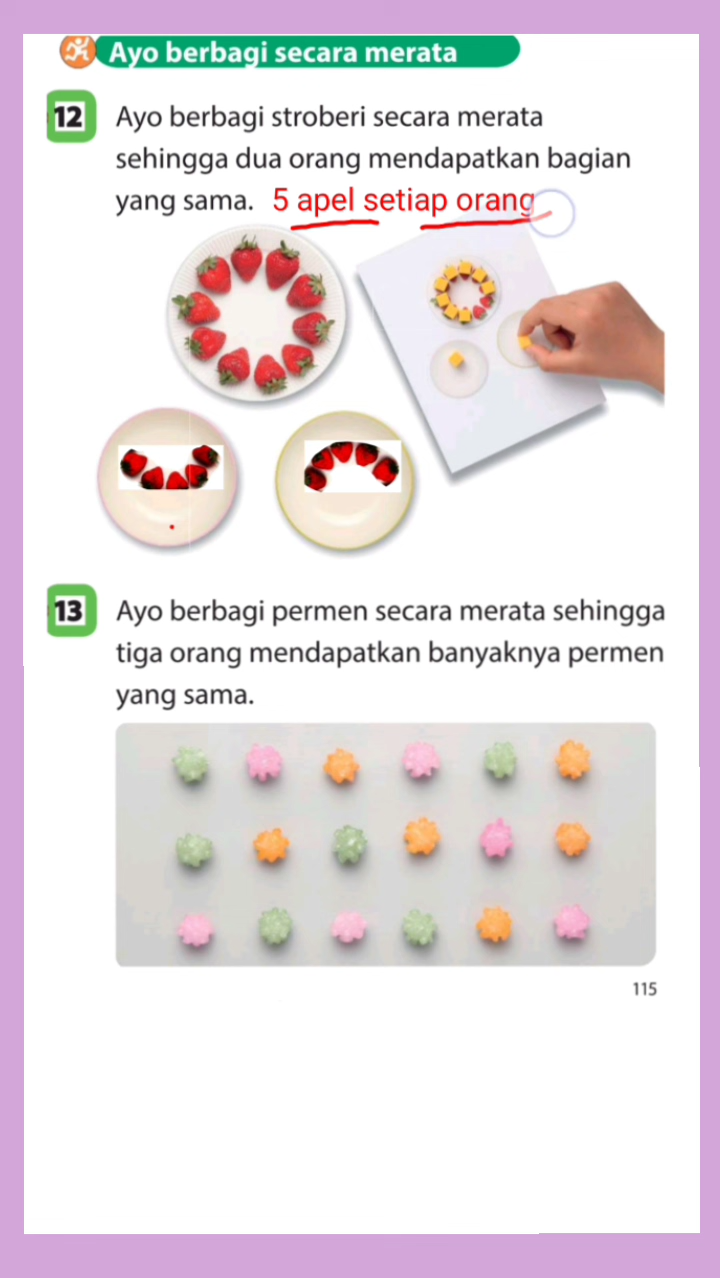 Ayo berbagi secara merata
12 Ayo berbagi stroberi secara merata
sehingga dua orang mendapatkan bagian
yang sama. 5 apel setiap orang
13 Ayo berbagi permen secara merata sehingga
tiga orang mendapatkan banyaknya permen
yang sama.
115